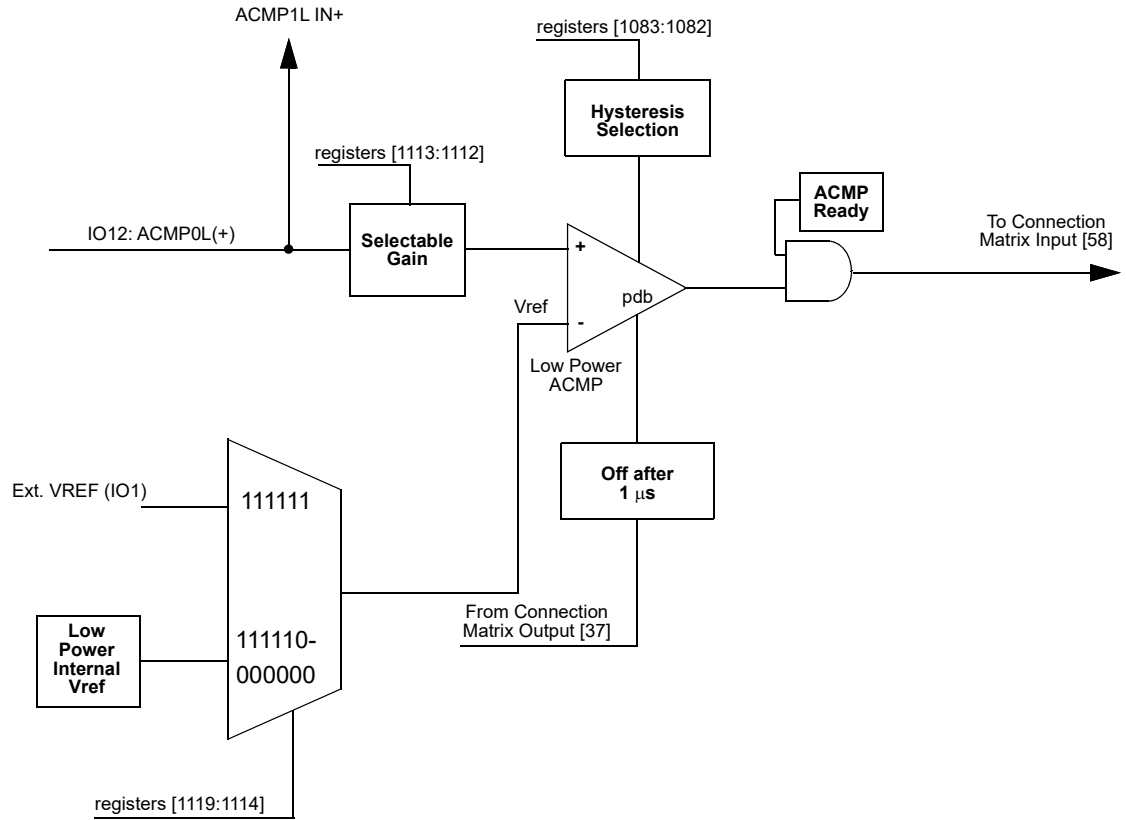 ACMP1L IN+
registers [1083:1082]
Hysteresis
Selection
registers [1113:1112]
ACMP
Ready
IO12: ACMP0L(+)
Selectable
Gain
+
To Connection
Matrix Input [58]
pdb
Vref
-
Low Power
ACMP
Off after
1 μs
Ext. VREF (IO1)
111111
From Connection
Matrix Output [37]
Low
Power
Internal
Vref
111110-
000000
registers [1119:1114]